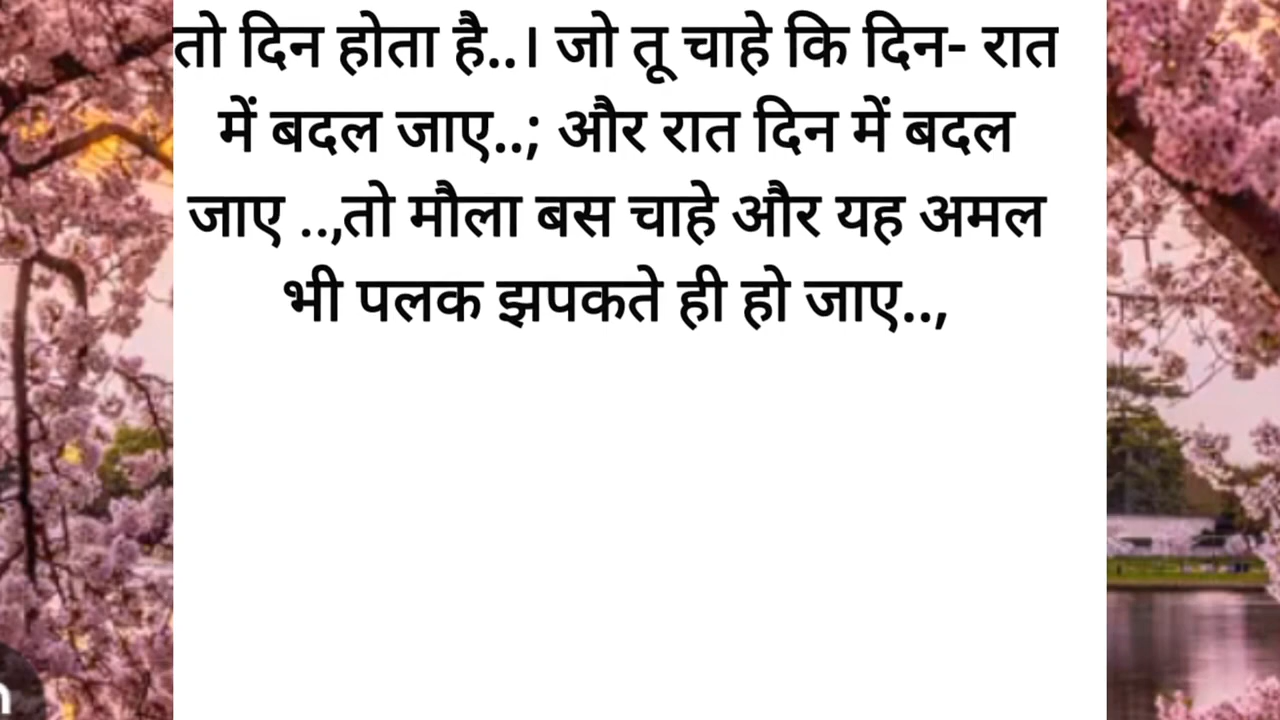 तो दिन होता है..। जो तू चाहे कि दिन- रात
में बदल जाए..; और रात दिन में बदल
जाए ..,तो मौला बस चाहे और यह अमल
भी पलक झपकते ही हो जाए..,